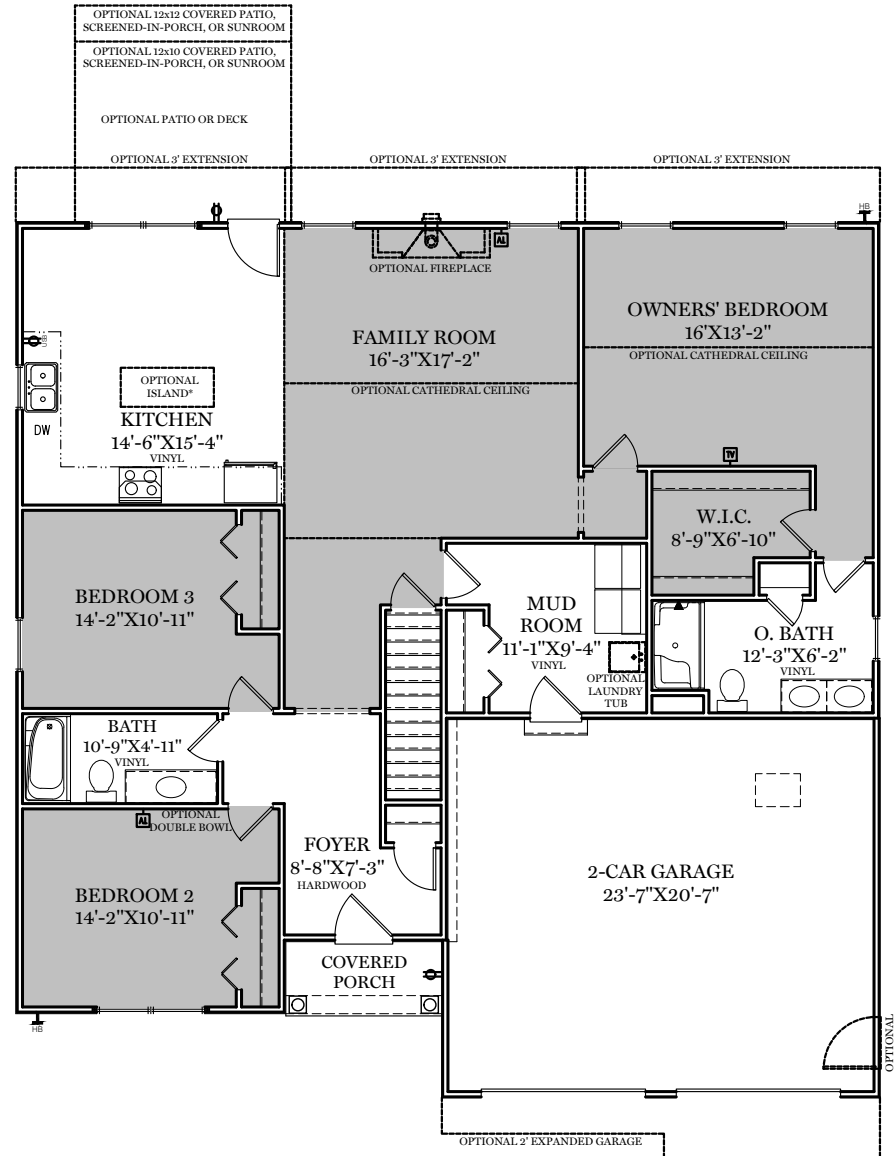 OPTIONAL 12x12 COVERED PATIO,
SCREENED-IN-PORCH, OR SUNROOM
OPTIONAL 12x10 COVERED PATIO,
SCREENED-IN-PORCH, OR SUNROOM
OPTIONAL PATIO OR DECK
OPTIONAL 3' EXTENSION
OPTIONAL 3' EXTENSION
OPTIONAL 3' EXTENSION
HB
TV
OPTIONAL FIREPLACE
FAMILY ROOM
16'-3"X17'-2"
OPTIONAL CATHEDRAL CEILING
OWNERS' BEDROOM
16'X13'-2"
OPTIONAL CATHEDRAL CEILING
TV
USB
DW
OPTIONAL
ISLAND*
KITCHEN
14'-6"X15'-4"
VINYL
W.I.C.
8'-9"X6'-10"
BEDROOM 3
14'-2"X10'-11"
MUD
ROOM
11'-1"X9'-4"
VINYL
OPTIONAL
LAUNDRY
TUB
O. BATH
12'-3"X6'-2"
VINYL
BATH
10'-9"X4'-11"
VINYL
TV
OPTIONAL
DOUBLE BOWL
BEDROOM 2
14'-2"X10'-11"
FOYER
8'-8"X7'-3"
HARDWOOD
2-CAR GARAGE
23'-7"X20'-7"
COVERED
PORCH
HB
OPTIONAL
OPTIONAL 2' EXPANDED GARAGE